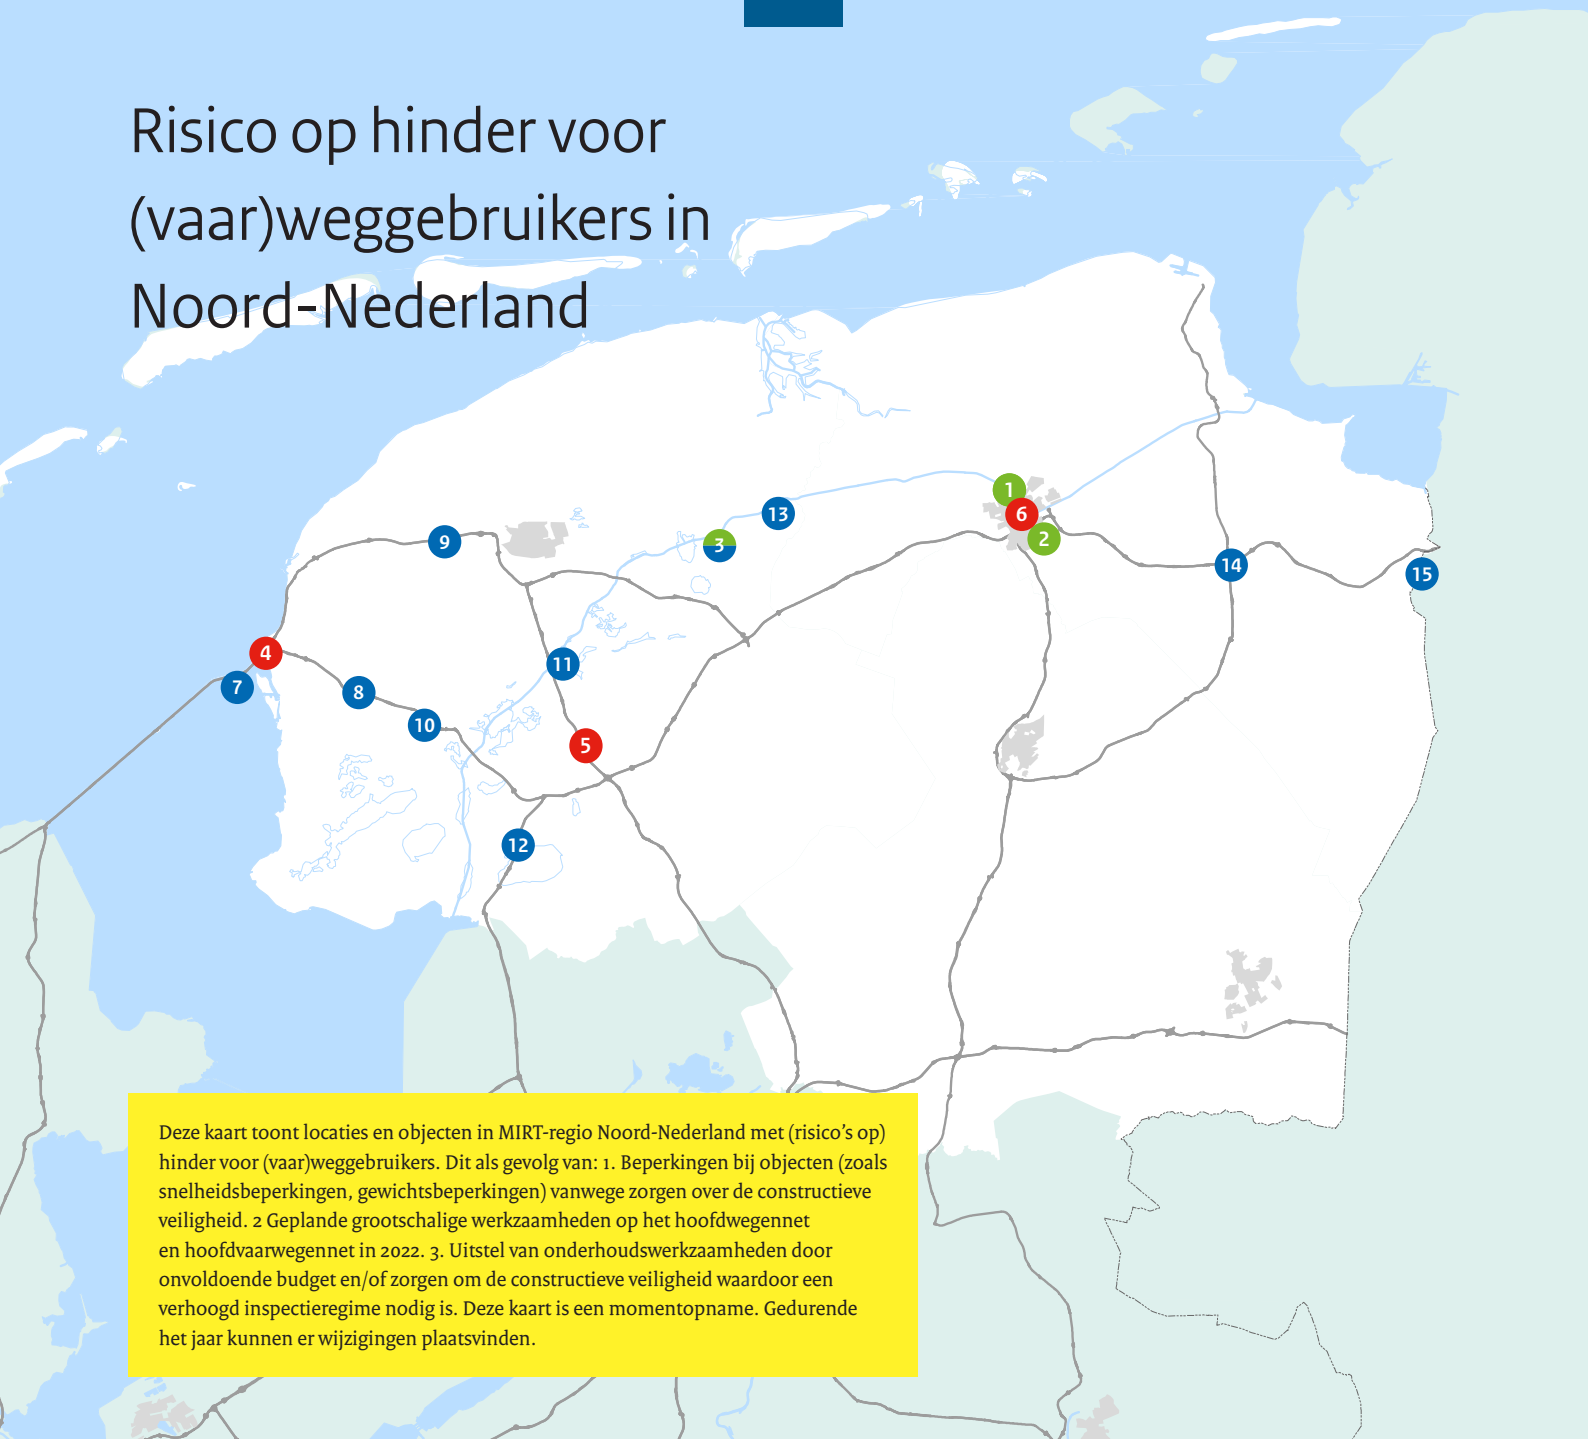 Risico op hinder voor
(vaar)weggebruikers in
Noord-Nederland
1
6
2
13
3
9
14
15
4
7
8
11
10
5
12
Deze kaart toont locaties en objecten in MIRT-regio Noord-Nederland met (risico's op)
hinder voor (vaar)weggebruikers. Dit als gevolg van: 1. Beperkingen bij objecten (zoals
snelheidsbeperkingen, gewichtsbeperkingen) vanwege zorgen over de constructieve
veiligheid. 2 Geplande grootschalige werkzaamheden op het hoofdwegennet
en hoofdvaarwegennet in 2022. 3. Uitstel van onderhoudswerkzaamheden door
onvoldoende budget en/of zorgen om de constructieve veiligheid waardoor een
verhoogd inspectieregime nodig is. Deze kaart is een momentopname. Gedurende
het jaar kunnen er wijzigingen plaatsvinden.